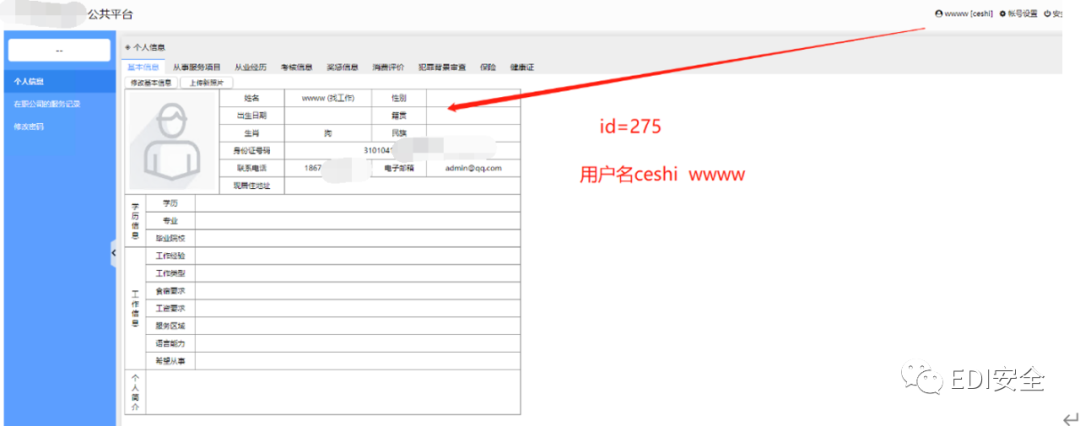 公共平台
wwww [ceshi] 帐号设置
--
个人信息
在职公司的服务记录
修改密码
个人信息
基本信息 从事服务项目 从业经历 考核信息 奖惩信息 消费评价 犯罪背景审查 保险 健康证
修改基本信息 上传新照片
姓名 wwww (找工作) 性别
出生日期 籍贯
生肖 狗 民族
身份证号码 310104
联系电话 1867 电子邮箱 admin@qq.com
现居住地址
学历信息
学历
专业
毕业院校
工作信息
工作经验
工作类型
食宿要求
工资要求
服务区域
语言能力
希望从事
个人简介
id=275
用户名ceshi wwww
EDI安全